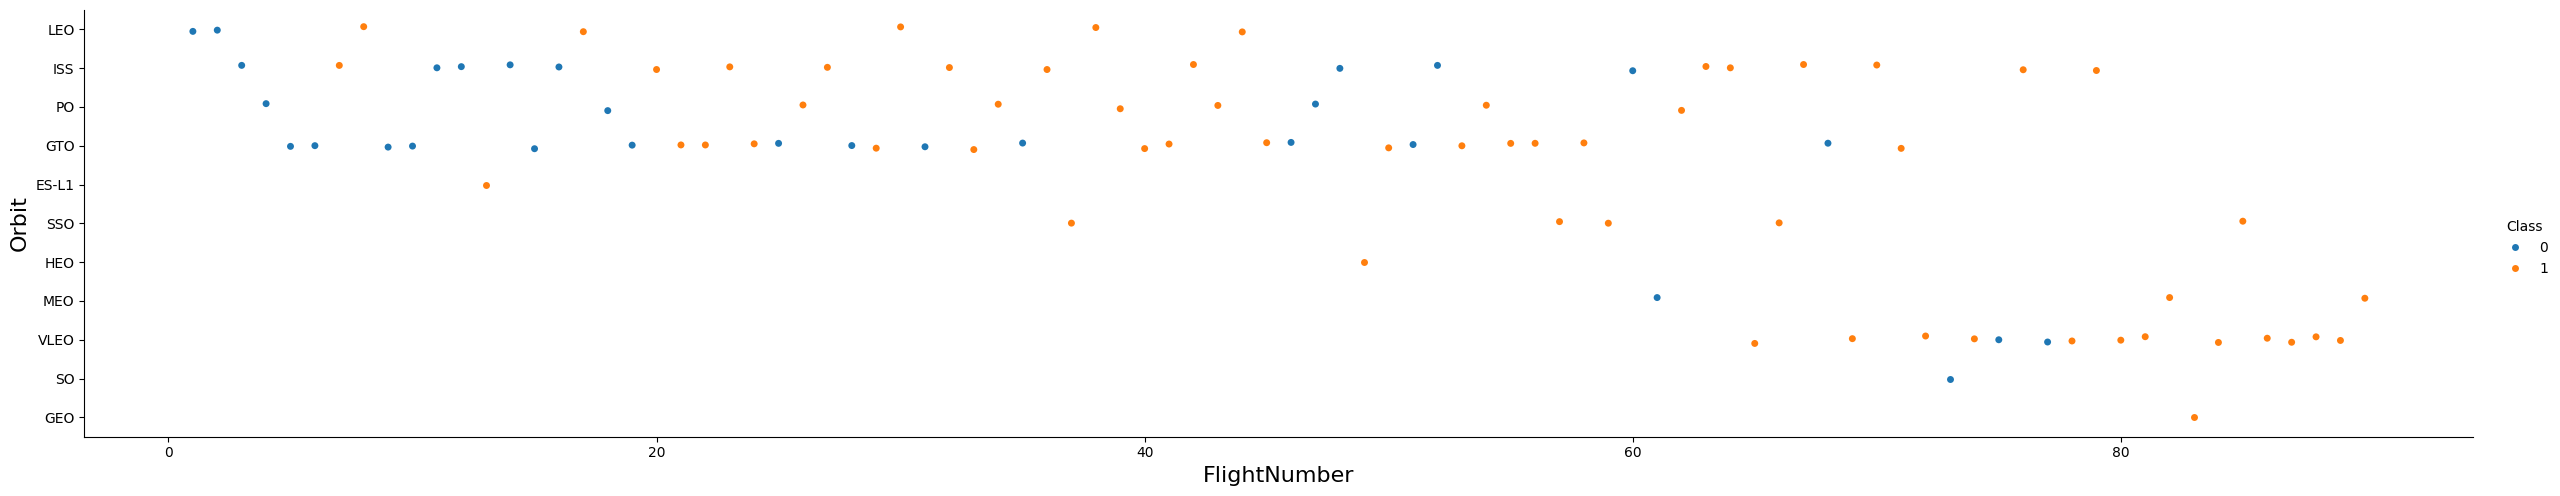 LEO
ISS
PO
GTO
ES-L1
SSO
HEO
MEO
VLEO
SO
GEO
Orbit
0 20 40 60 80
FlightNumber
Class
0
1